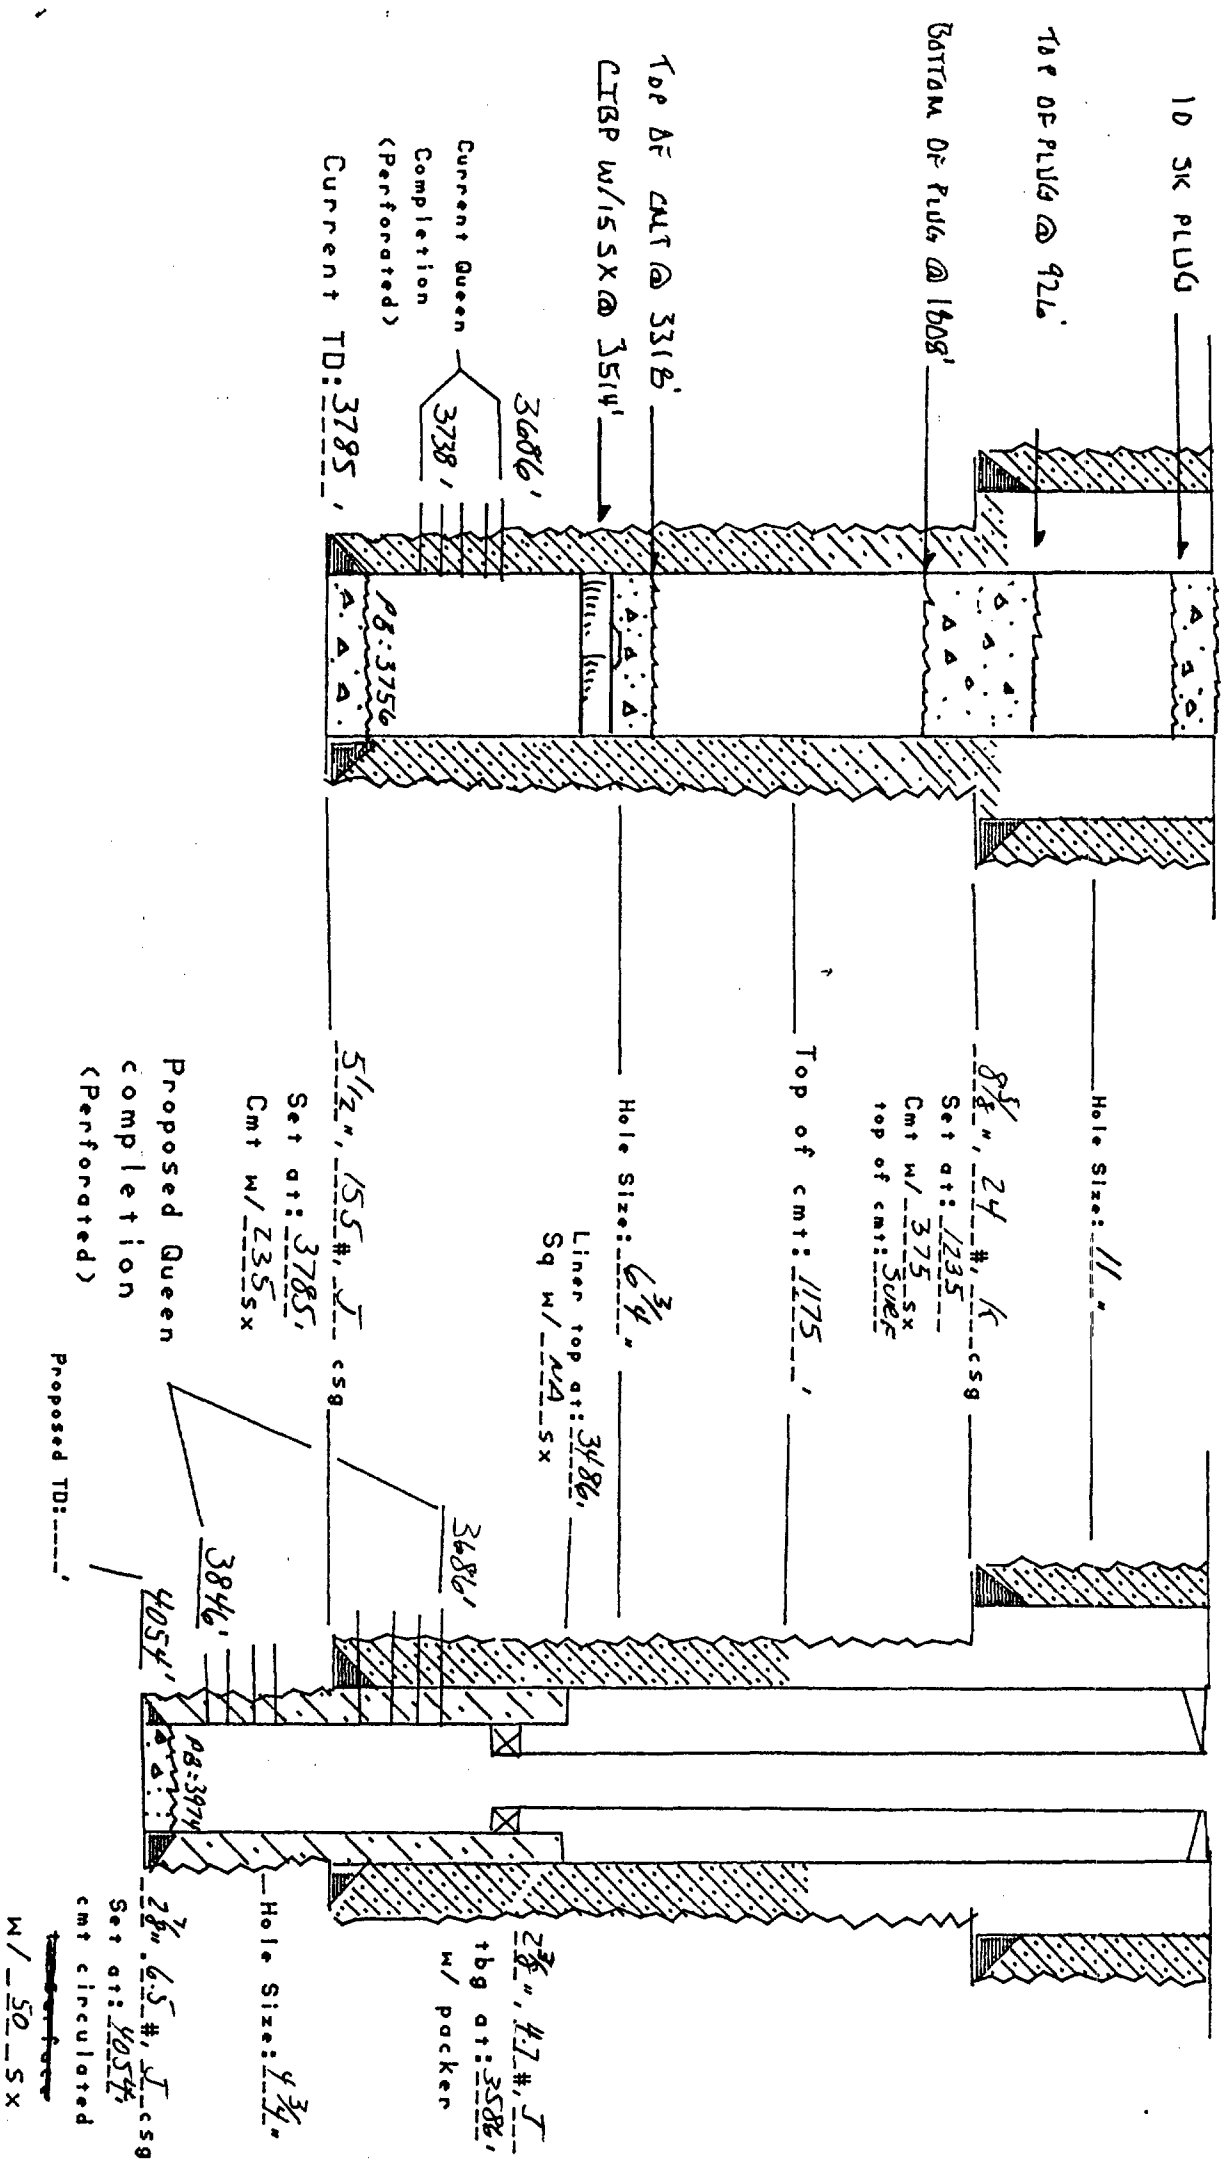 10 SK PLUG
TOP OF PLUG @ 926'
BOTTOM OF PLUG @ 1808'
TOP OF CMT @ 3318'
CIBP W/15 SX @ 3514'
3686'
Current Queen
Completion
(Perforated)
3738'
Current TD: 3785'
PB: 3756
Hole Size: 11"
8 5/8", 24 #, K csg
Set at: 1235
Cmt w/ 375 sx
top of cmt: SURF
Top of cmt: 1175'
Hole Size: 6 3/4"
Liner top at: 3486'
Sq w/ NA sx
5 1/2", 15.5 #, J csg
Set at: 3785'
Cmt w/ 235 sx
Proposed Queen
completion
(Perforated)
3686'
3846'
Proposed TD: '
4054'
PB: 3974
2 3/8", 4.7 #, J
tbg at: 3586'
w/ packer
Hole Size: 4 3/4"
2 7/8", 6.5 #, J csg
Set at: 4054'
cmt circulated
w/ 50 sx